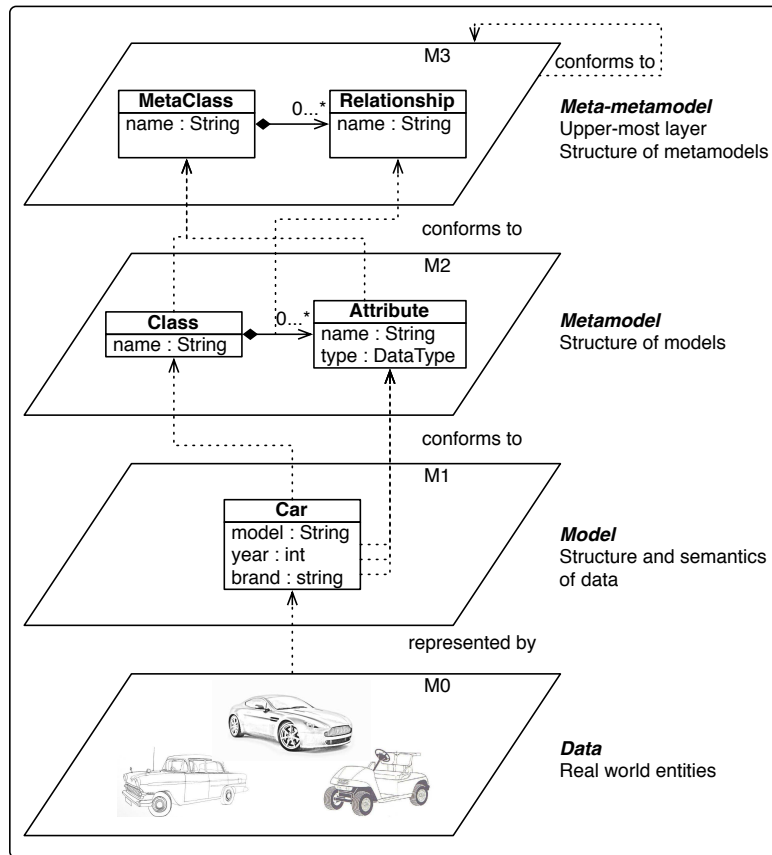 M3
conforms to
MetaClass
name : String
0...*
Relationship
name : String
Meta-metamodel
Upper-most layer
Structure of metamodels
conforms to
M2
Class
name : String
0...*
Attribute
name : String
type : DataType
Metamodel
Structure of models
conforms to
M1
Car
model : String
year : int
brand : string
Model
Structure and semantics
of data
represented by
M0
Data
Real world entities